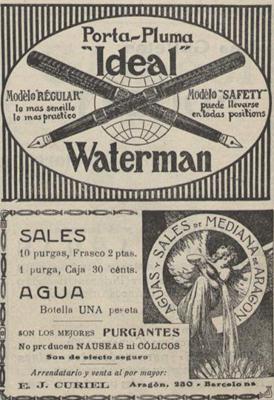 Porta-Pluma
"Ideal"
Modelo "REGULAR"
lo mas sencillo
lo mas practico
Modelo "SAFETY"
puede llevarse
en todas positions
Waterman
SALES
10 purgas, Frasco 2 ptas.
1 purga, Caja 30 cénts.
AGUA
Botella UNA peseta
SON LOS MEJORES PURGANTES
No producen NAUSEAS ni CÓLICOS
Son de efecto seguro
Arrendatario y venta al por mayor:
E. J. CURIEL Aragón, 230 - Barcelona
AGUAS Y SALES DE MEDIANA DE ARAGON